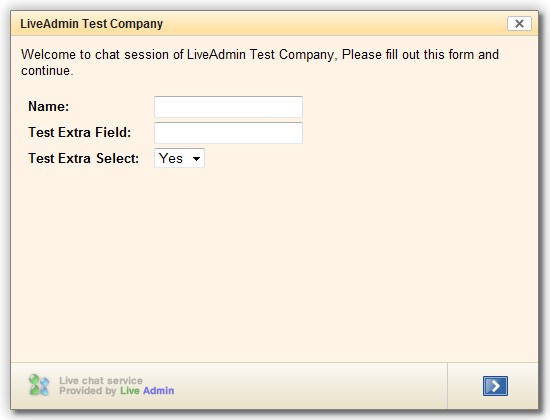 LiveAdmin Test Company
Welcome to chat session of LiveAdmin Test Company, Please fill out this form and
continue.
Name:
Test Extra Field:
Test Extra Select: Yes
Live chat service
Provided by Live Admin